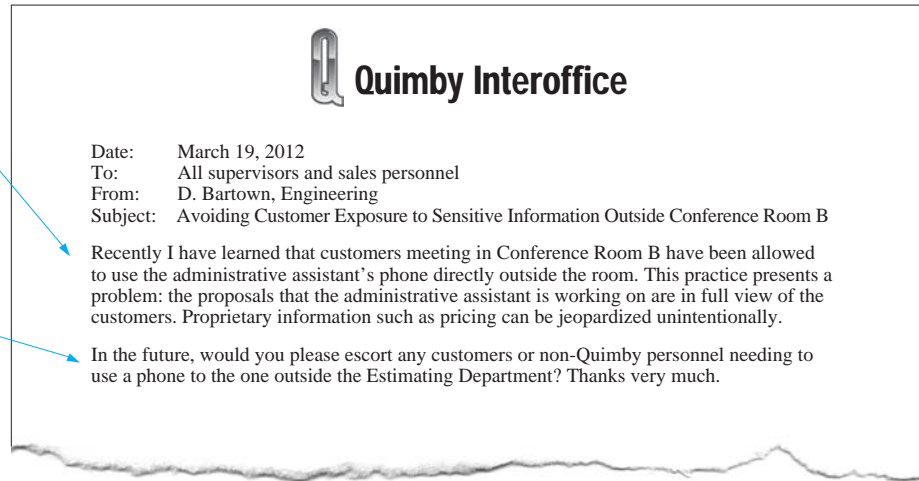 Quimby Interoffice
Date: March 19, 2012
To: All supervisors and sales personnel
From: D. Bartown, Engineering
Subject: Avoiding Customer Exposure to Sensitive Information Outside Conference Room B
Recently I have learned that customers meeting in Conference Room B have been allowed
to use the administrative assistant’s phone directly outside the room. This practice presents a
problem: the proposals that the administrative assistant is working on are in full view of the
customers. Proprietary information such as pricing can be jeopardized unintentionally.
In the future, would you please escort any customers or non-Quimby personnel needing to
use a phone to the one outside the Estimating Department? Thanks very much.